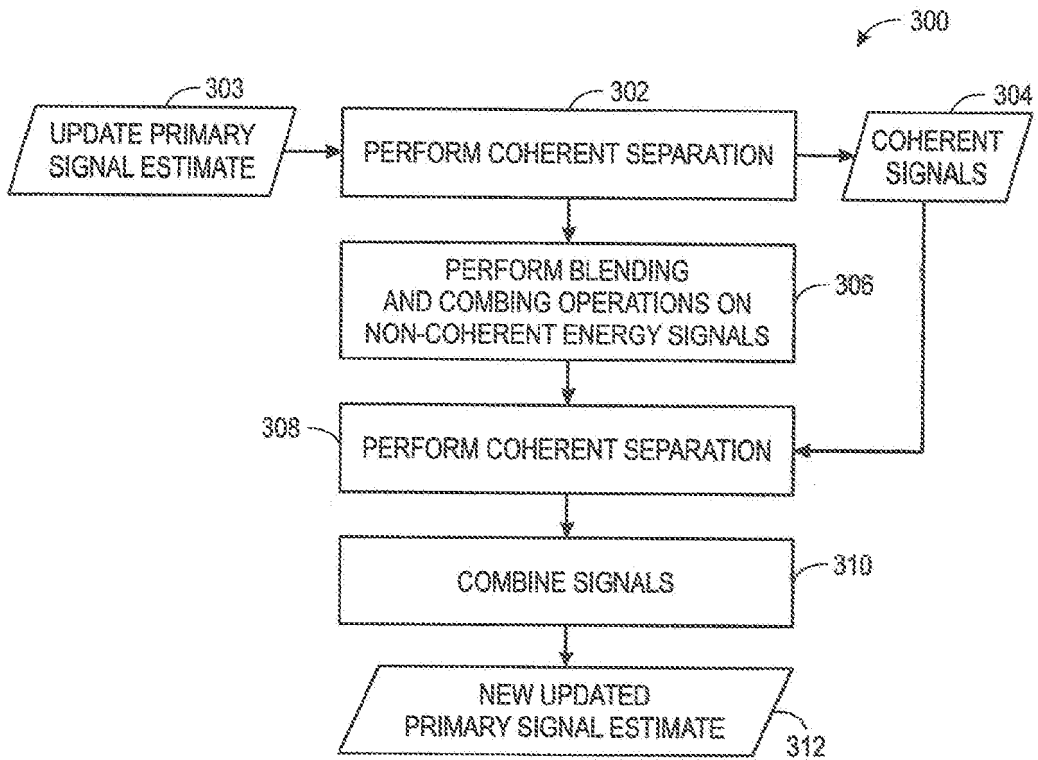 300
303
UPDATE PRIMARY
SIGNAL ESTIMATE
302
PERFORM COHERENT SEPARATION
304
COHERENT
SIGNALS
PERFORM BLENDING
AND COMBING OPERATIONS ON
NON-COHERENT ENERGY SIGNALS
306
308
PERFORM COHERENT SEPARATION
COMBINE SIGNALS
310
NEW UPDATED
PRIMARY SIGNAL ESTIMATE
312